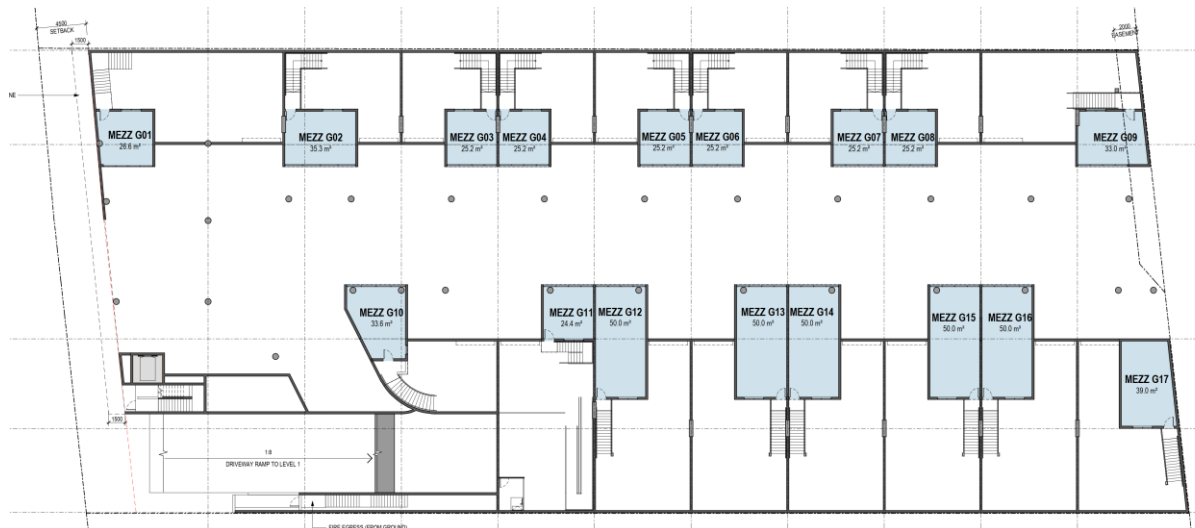 4500
SETBACK
1500
2000
EASEMENT
NE
MEZZ G01
26.6 m²
MEZZ G02
35.3 m²
MEZZ G03
25.2 m²
MEZZ G04
25.2 m²
MEZZ G05
25.2 m²
MEZZ G06
25.2 m²
MEZZ G07
25.2 m²
MEZZ G08
25.2 m²
MEZZ G09
33.0 m²
MEZZ G10
33.6 m²
MEZZ G11
24.4 m²
MEZZ G12
50.0 m²
MEZZ G13
50.0 m²
MEZZ G14
50.0 m²
MEZZ G15
50.0 m²
MEZZ G16
50.0 m²
MEZZ G17
39.0 m²
1500
1:8
DRIVEWAY RAMP TO LEVEL 1
FIRE EGRESS (FROM GROUND)